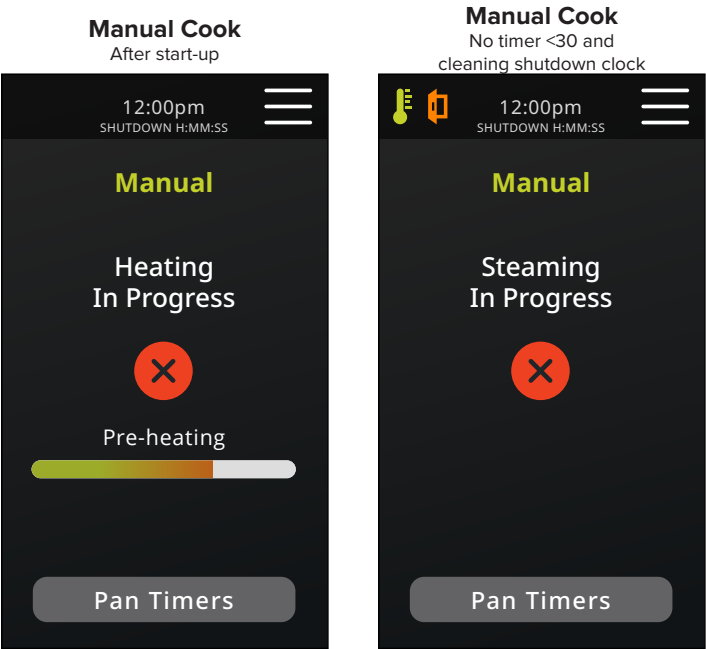 Manual Cook
After start-up
12:00pm
SHUTDOWN H:MM:SS
Manual
Heating
In Progress
Pre-heating
Pan Timers
Manual Cook
No timer <30 and
cleaning shutdown clock
12:00pm
SHUTDOWN H:MM:SS
Manual
Steaming
In Progress
Pan Timers